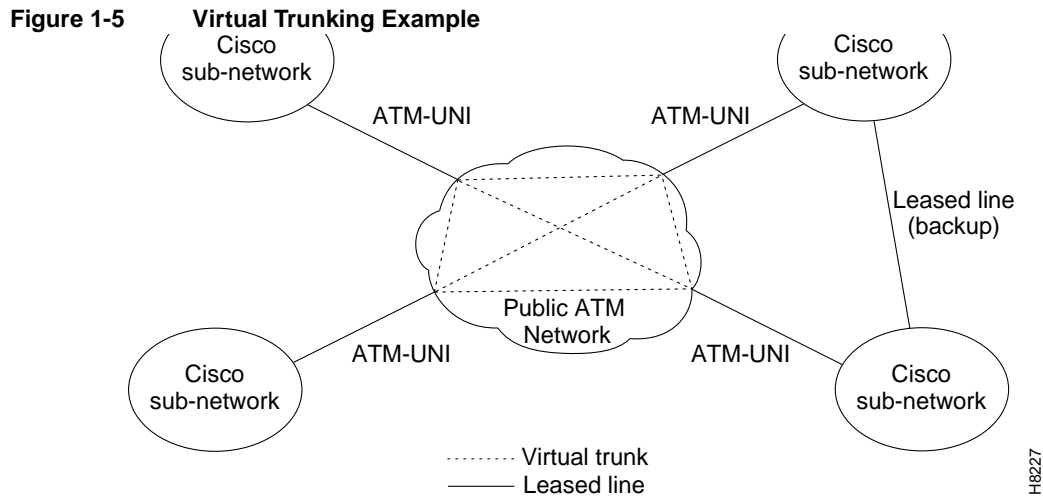 Figure 1-5 Virtual Trunking Example
Cisco
sub-network
Cisco
sub-network
ATM-UNI
ATM-UNI
Leased line
(backup)
Public ATM
Network
ATM-UNI
ATM-UNI
Cisco
sub-network
Cisco
sub-network
Virtual trunk
Leased line
H8227